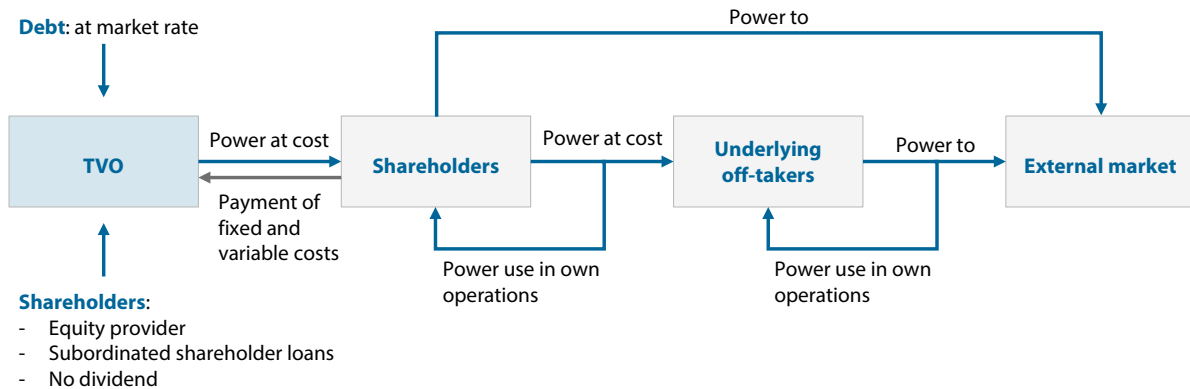 Power to
Debt: at market rate
TVO
Power at cost
Payment of
fixed and
variable costs
Shareholders
Power at cost
Power use in own
operations
Underlying
off-takers
Power to
Power use in own
operations
External market
Shareholders:
- Equity provider
- Subordinated shareholder loans
- No dividend